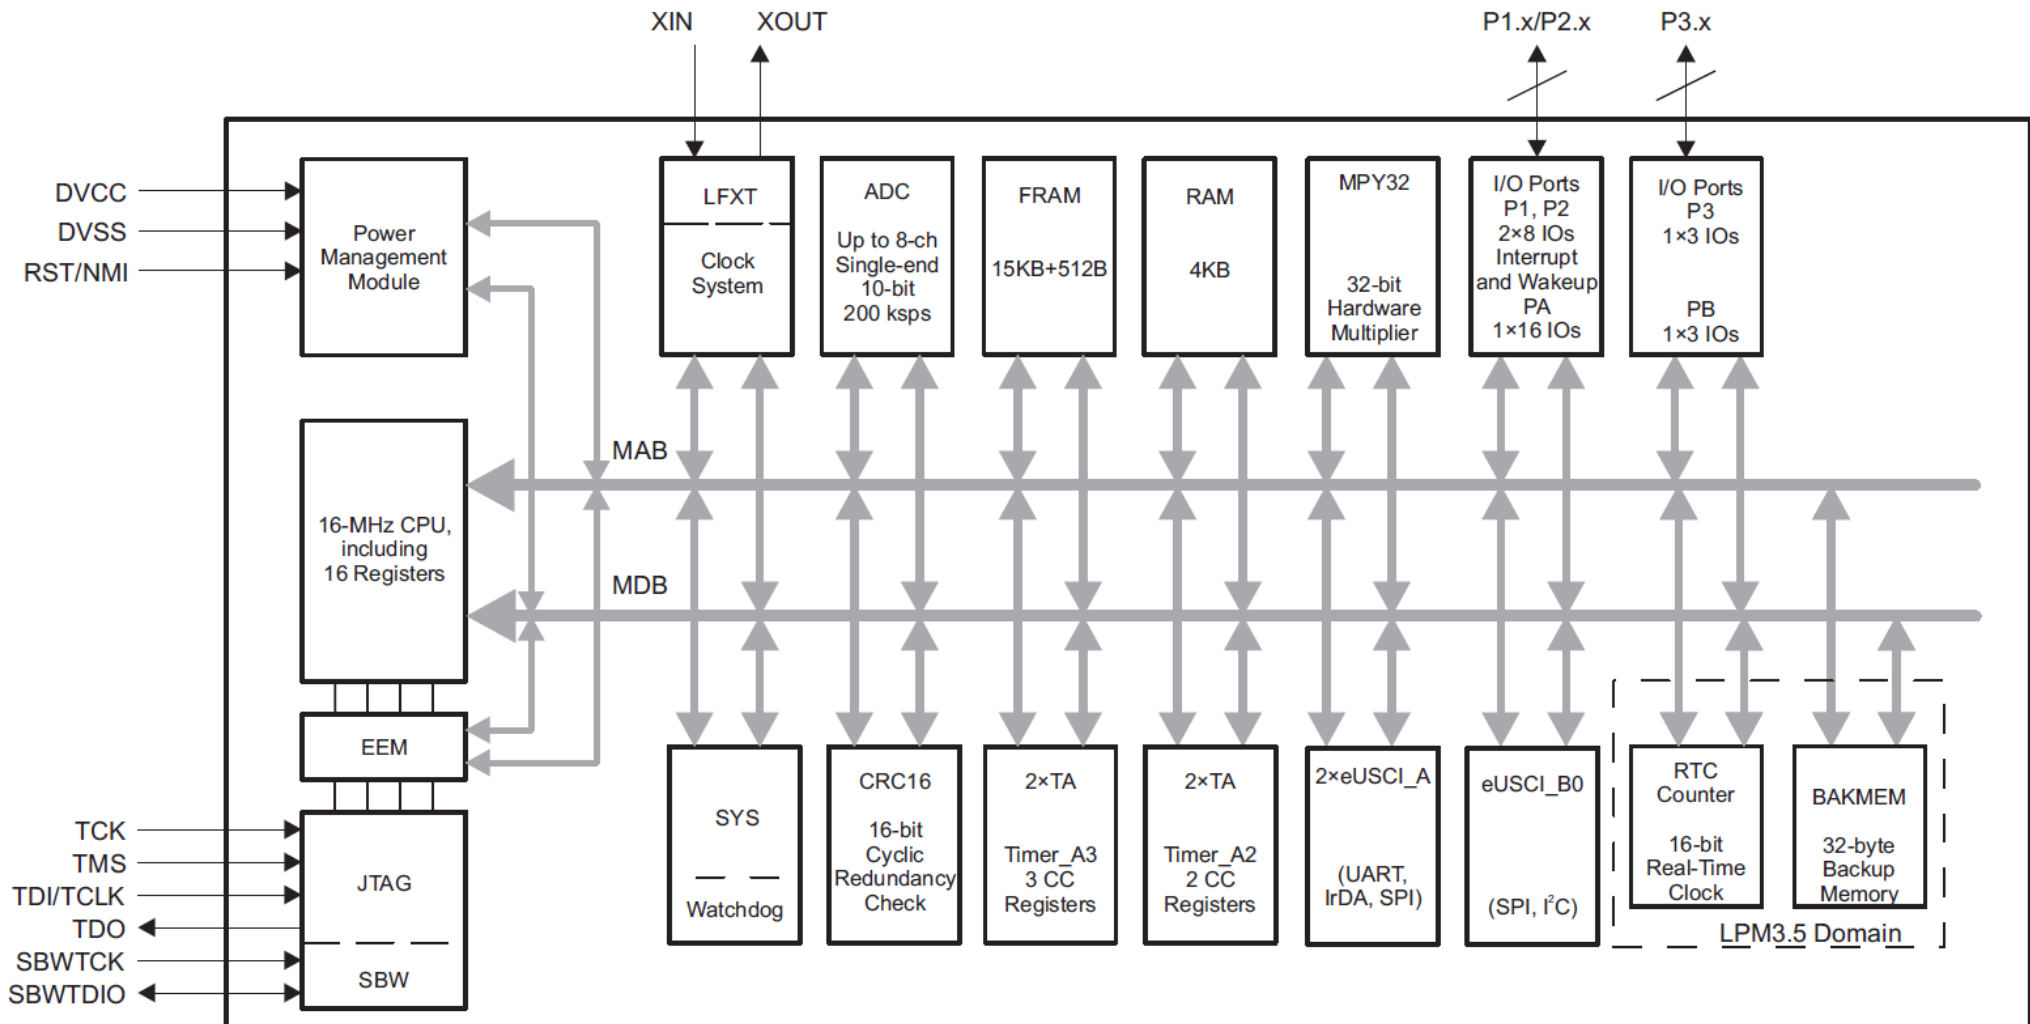 XIN
XOUT
P1.x/P2.x
P3.x
DVCC
DVSS
RST/NMI
Power
Management
Module
LFXT
Clock
System
ADC
Up to 8-ch
Single-end
10-bit
200 ksps
FRAM
15KB+512B
RAM
4KB
MPY32
32-bit
Hardware
Multiplier
I/O Ports
P1, P2
2×8 IOs
Interrupt
and Wakeup
PA
1×16 IOs
I/O Ports
P3
1×3 IOs
PB
1×3 IOs
MAB
16-MHz CPU,
including
16 Registers
MDB
EEM
TCK
TMS
TDI/TCLK
TDO
SBWTCK
SBWTDIO
JTAG
SBW
SYS
Watchdog
CRC16
16-bit
Cyclic
Redundancy
Check
2×TA
Timer_A3
3 CC
Registers
2×TA
Timer_A2
2 CC
Registers
2×eUSCI_A
(UART,
IrDA, SPI)
eUSCI_B0
(SPI, I²C)
RTC
Counter
16-bit
Real-Time
Clock
BAKMEM
32-byte
Backup
Memory
LPM3.5 Domain